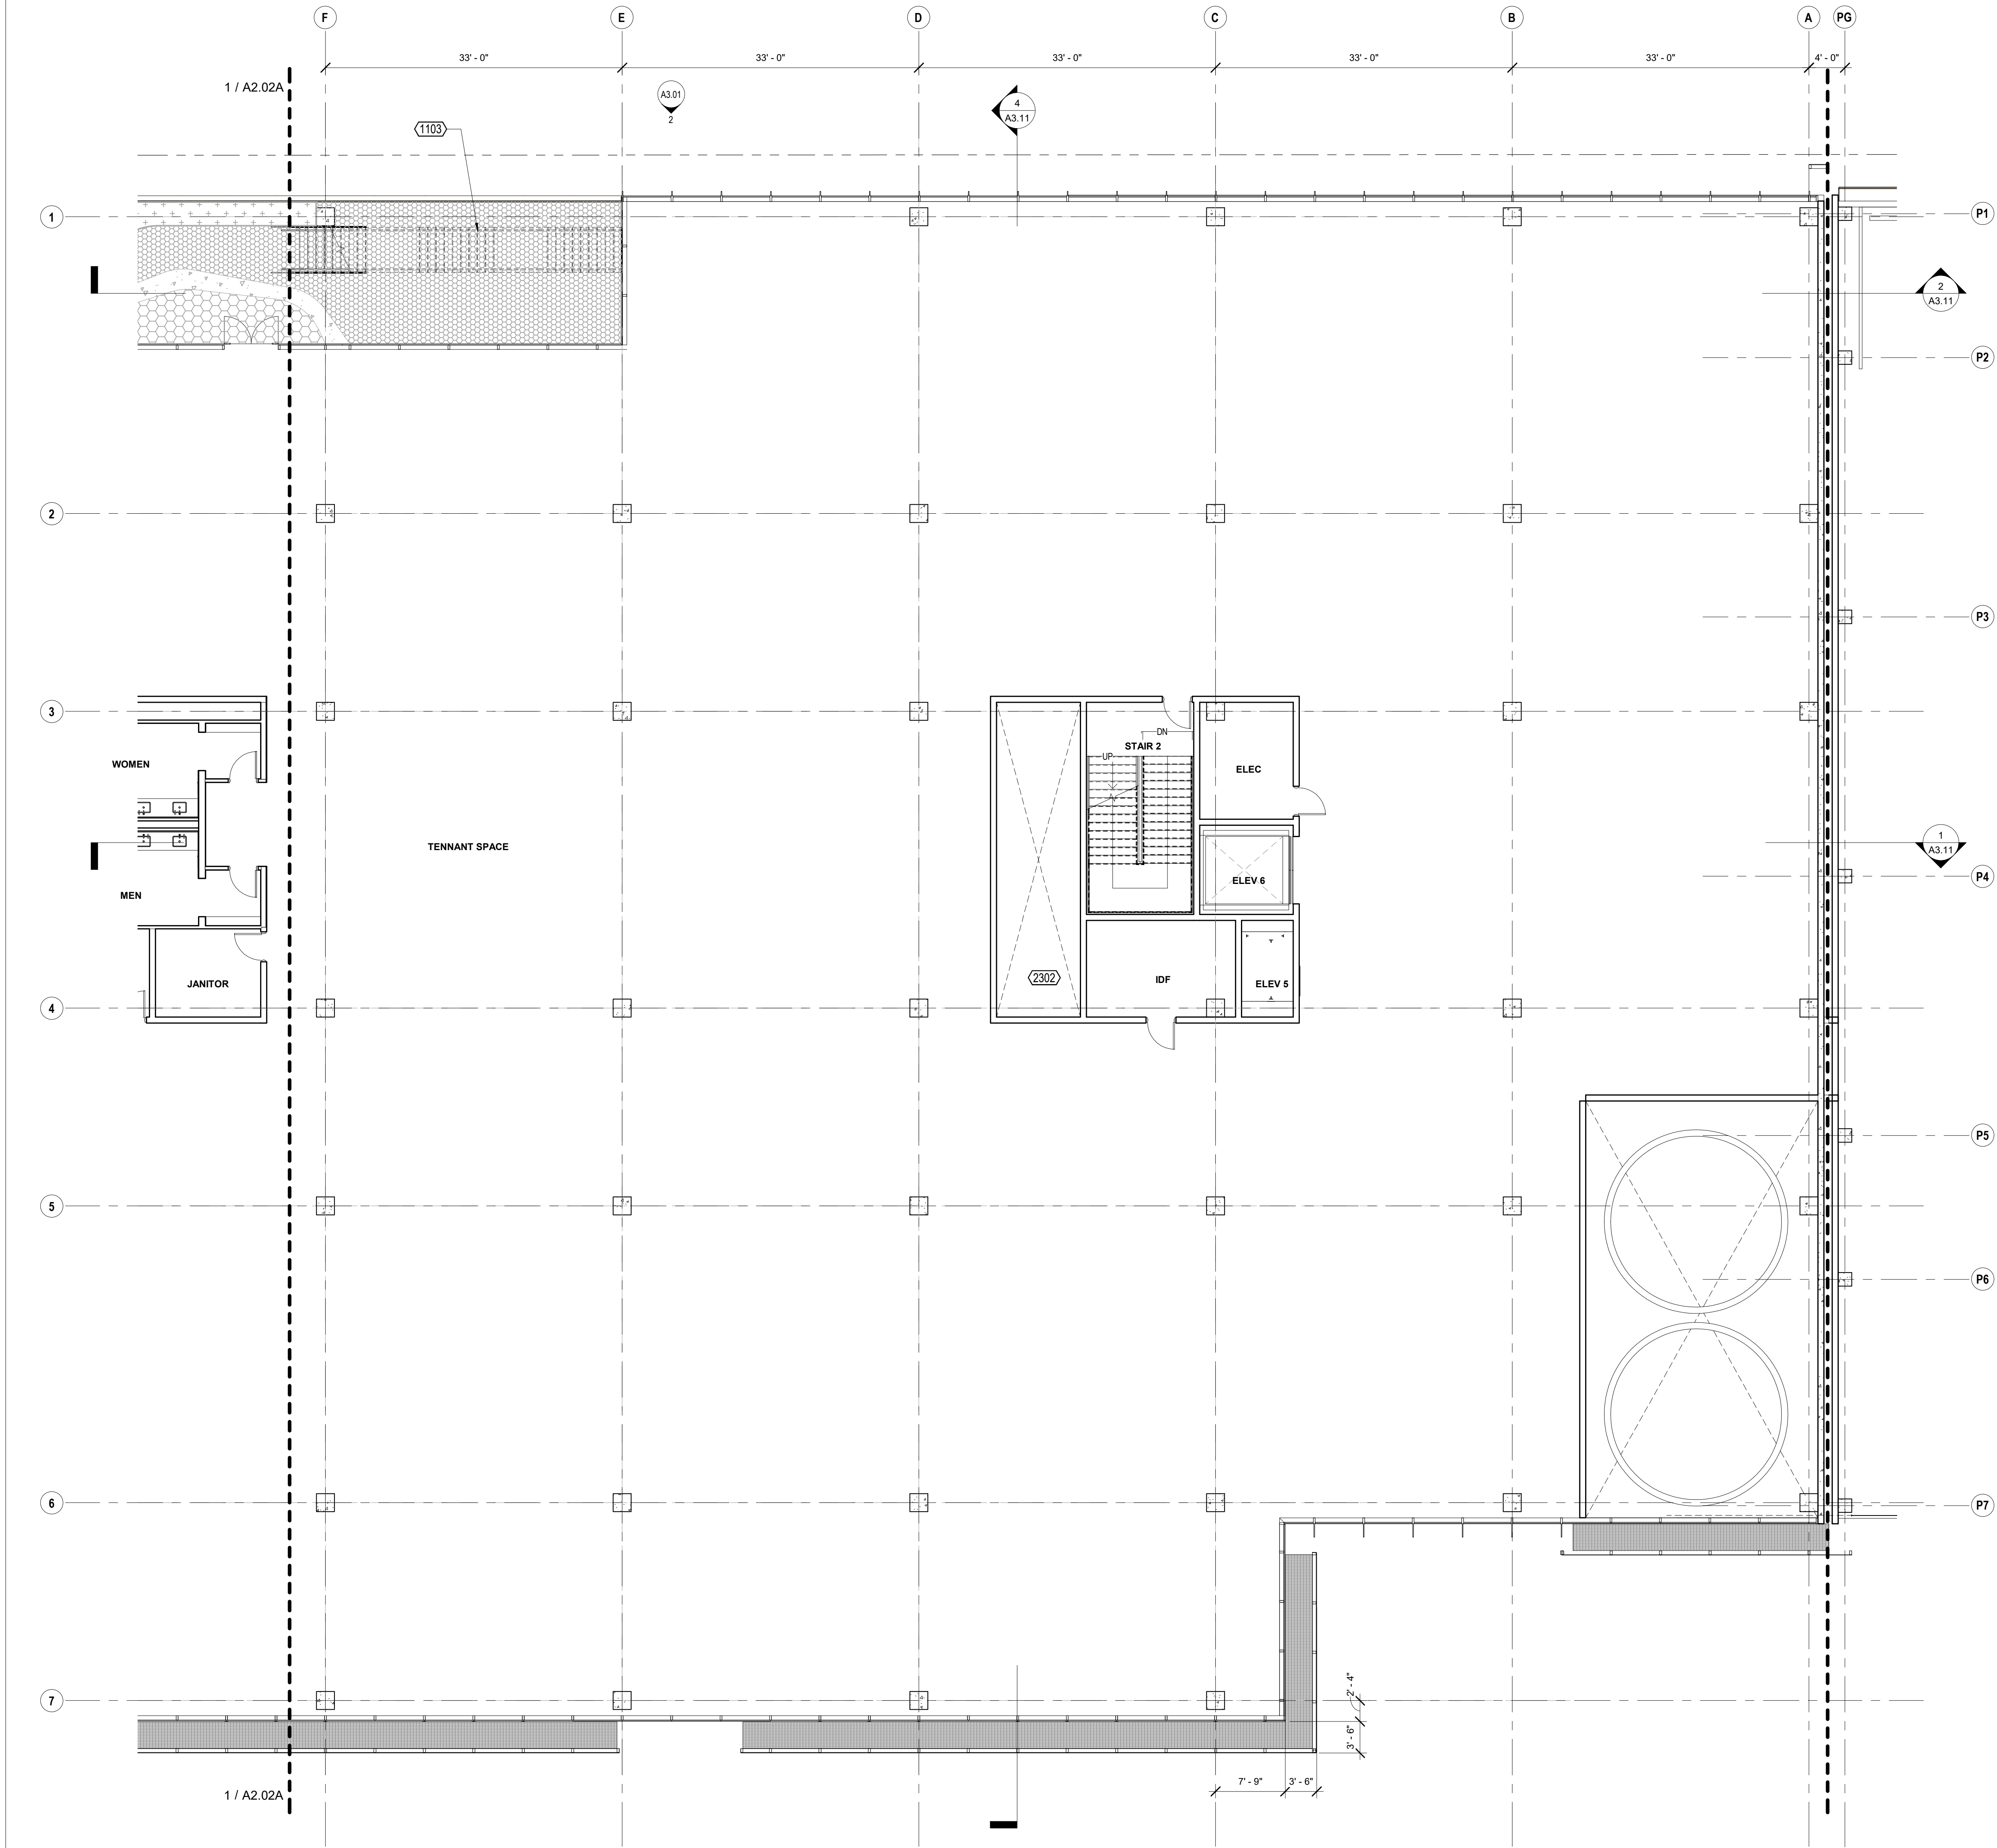 F E D C B A PG
33' - 0" 33' - 0" 33' - 0" 33' - 0" 33' - 0" 4' - 0"
1 / A2.02A
A3.01
2
4
A3.11
1103
1
P1
2
A3.11
P2
2
P3
3
DN
STAIR 2
UP
WOMEN
ELEC
1
A3.11
TENNANT SPACE
P4
ELEV 6
MEN
2302
IDF
JANITOR
ELEV 5
4
P5
5
P6
6
P7
2' - 4"
7
3' - 6"
7' - 9" 3' - 6"
1 / A2.02A